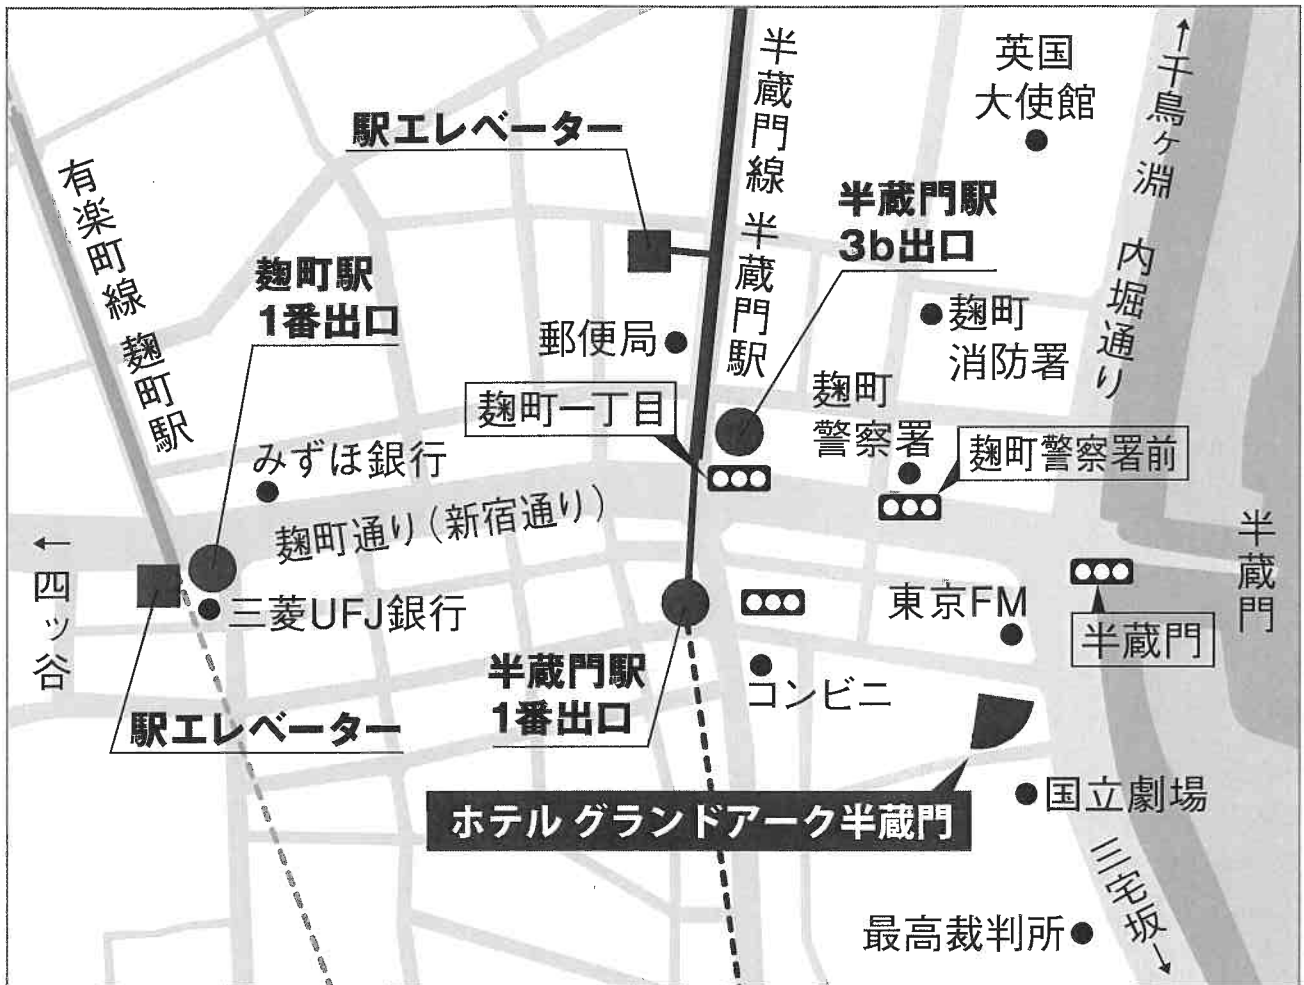 半蔵門線 半蔵門駅
英国
大使館
↑千鳥ヶ淵 内堀通り
駅エレベーター
有楽町線 麹町駅
半蔵門駅
3b出口
麹町駅
1番出口
郵便局
麹町
消防署
麹町一丁目
麹町
警察署
麹町警察署前
みずほ銀行
麹町通り(新宿通り)
←四ッ谷
半蔵門
三菱UFJ銀行
東京FM
半蔵門
半蔵門駅
1番出口
コンビニ
駅エレベーター
ホテル グランドアーク半蔵門
国立劇場
三宅坂→
最高裁判所